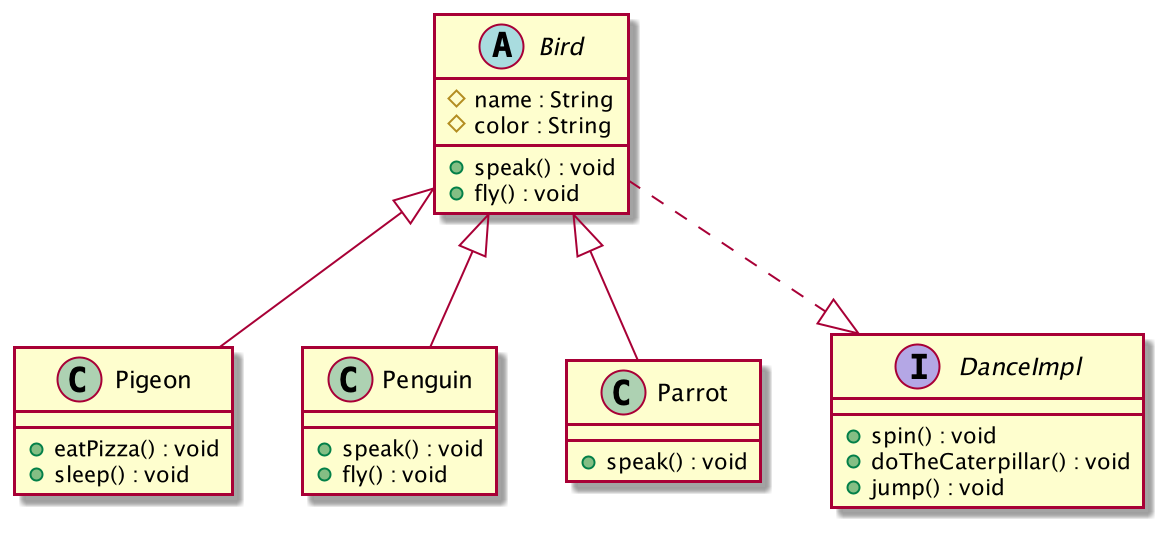 A Bird
name : String
color : String
speak() : void
fly() : void
C Pigeon
eatPizza() : void
sleep() : void
C Penguin
speak() : void
fly() : void
C Parrot
speak() : void
I DanceImpl
spin() : void
doTheCaterpillar() : void
jump() : void